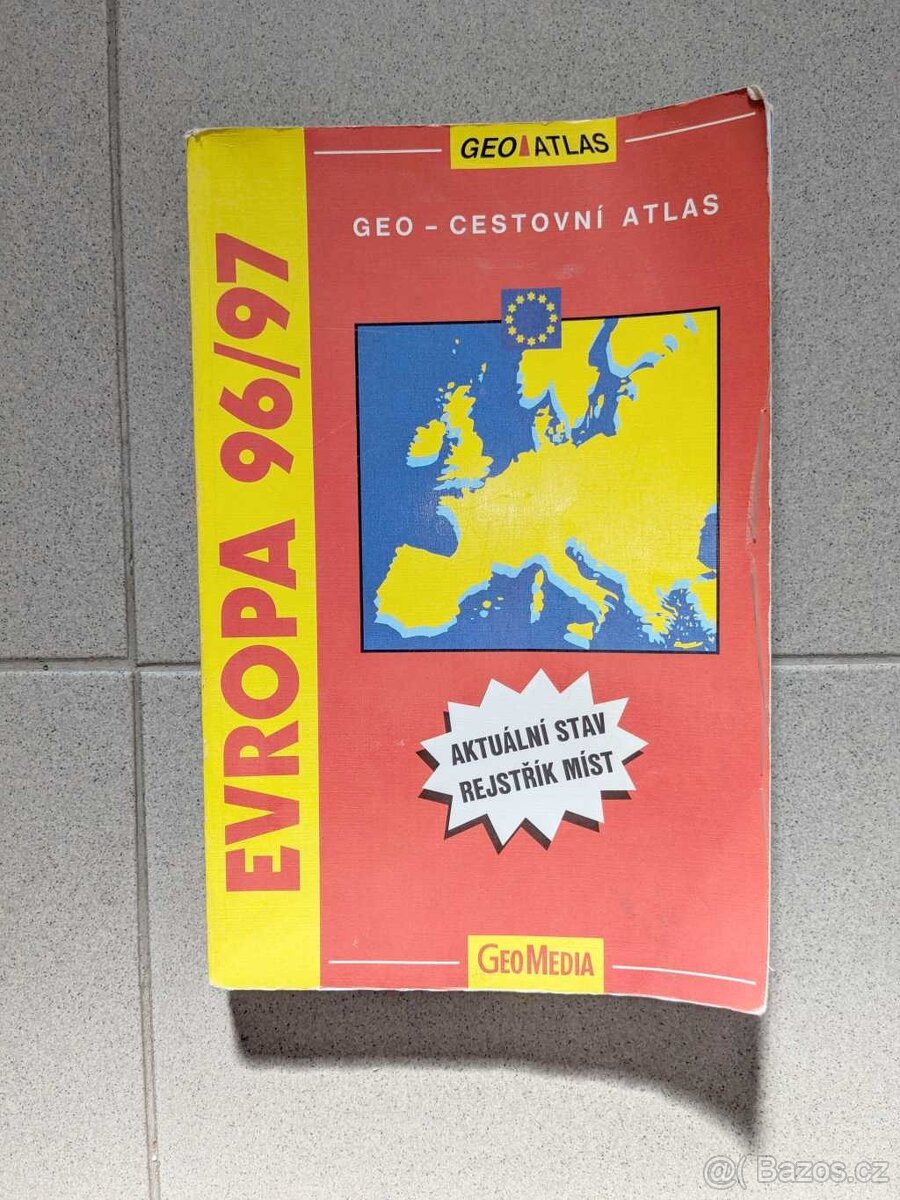 GEO ATLAS
GEO – CESTOVNÍ ATLAS
EVROPA 96/97
AKTUÁLNÍ STAV
REJSTŘÍK MÍST
GEOMEDIA
@( Bazos.cz